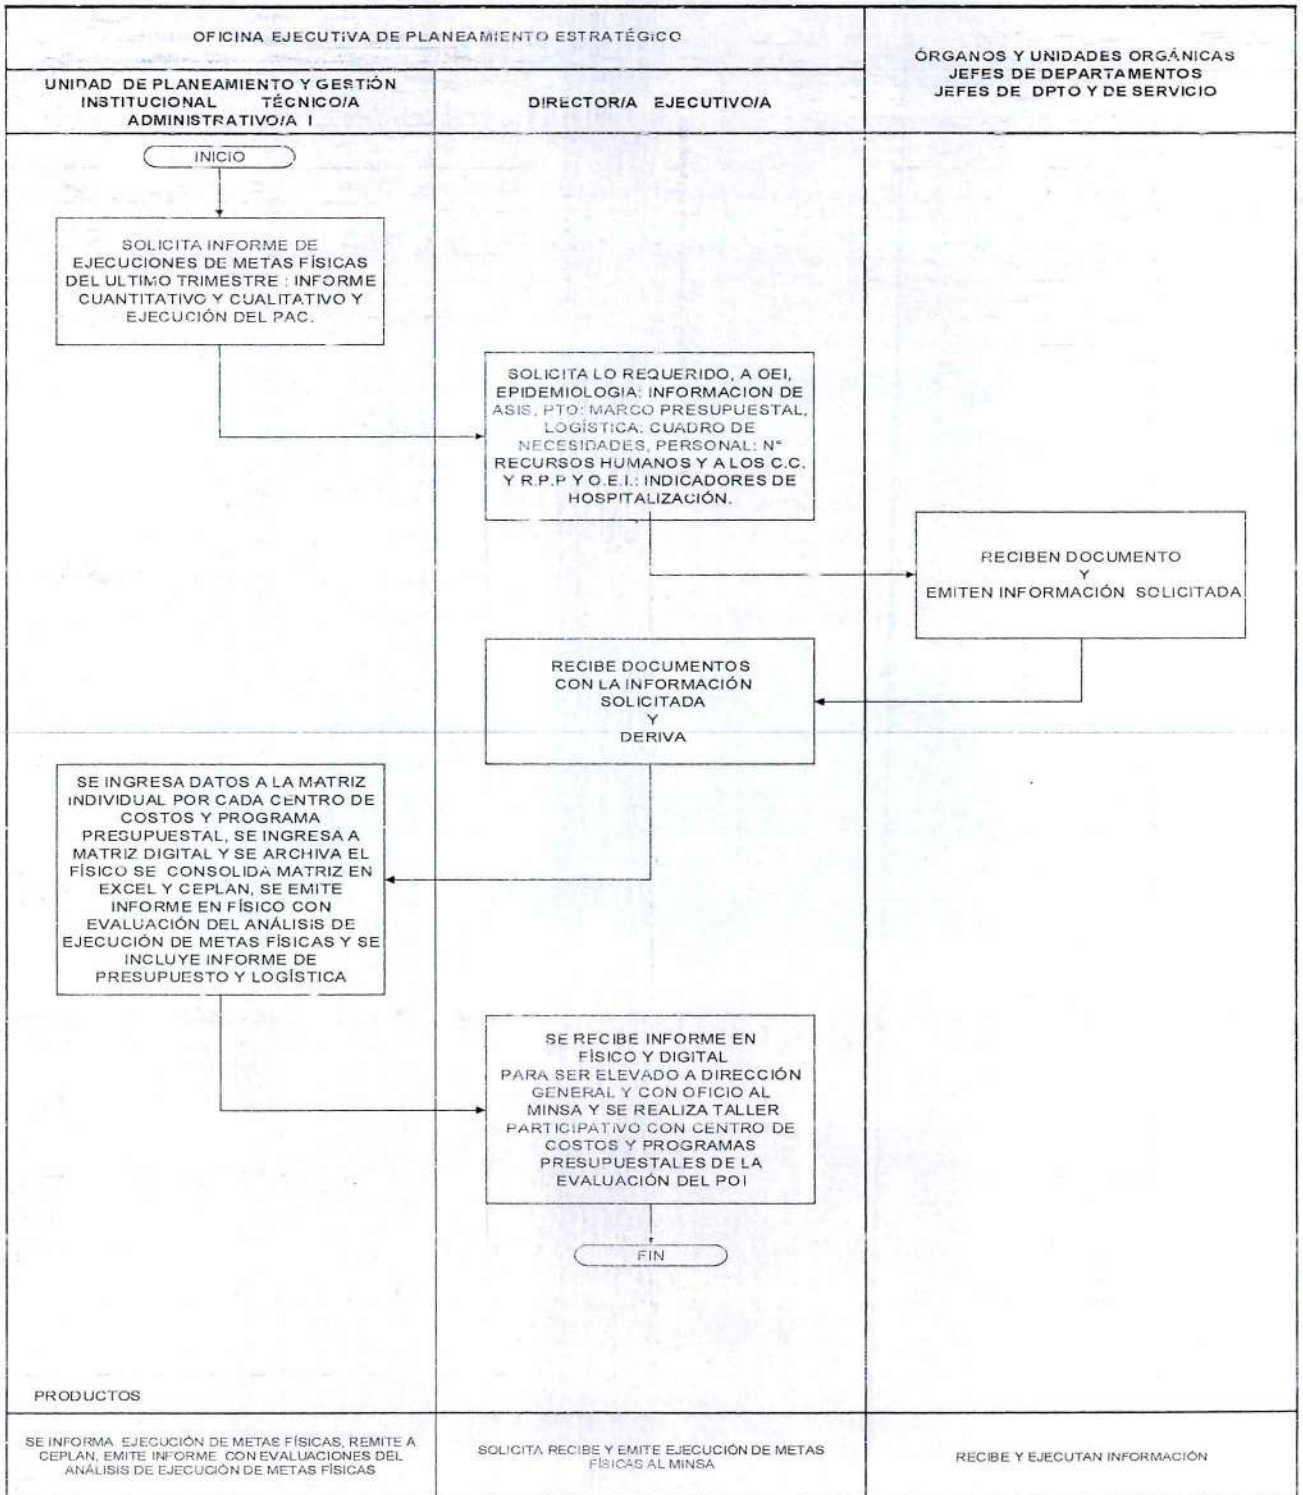 OFICINA EJECUTIVA DE PLANEAMIENTO ESTRATÉGICO
ÓRGANOS Y UNIDADES ORGÁNICAS
JEFES DE DEPARTAMENTOS
JEFES DE DPTO Y DE SERVICIO
UNIDAD DE PLANEAMIENTO Y GESTIÓN
INSTITUCIONAL TÉCNICO/A
ADMINISTRATIVO/A I
DIRECTOR/A EJECUTIVO/A
INICIO
SOLICITA INFORME DE
EJECUCIONES DE METAS FÍSICAS
DEL ULTIMO TRIMESTRE : INFORME
CUANTITATIVO Y CUALITATIVO Y
EJECUCIÓN DEL PAC.
SOLICITA LO REQUERIDO, A OEI,
EPIDEMIOLOGIA: INFORMACION DE
ASIS, PTO: MARCO PRESUPUESTAL,
LOGÍSTICA: CUADRO DE
NECESIDADES, PERSONAL: N°
RECURSOS HUMANOS Y A LOS C.C.
Y R.P.P Y O.E.I.: INDICADORES DE
HOSPITALIZACIÓN.
RECIBEN DOCUMENTO
Y
EMITEN INFORMACIÓN SOLICITADA
RECIBE DOCUMENTOS
CON LA INFORMACIÓN
SOLICITADA
Y
DERIVA
SE INGRESA DATOS A LA MATRIZ
INDIVIDUAL POR CADA CENTRO DE
COSTOS Y PROGRAMA
PRESUPUESTAL, SE INGRESA A
MATRIZ DIGITAL Y SE ARCHIVA EL
FÍSICO SE CONSOLIDA MATRIZ EN
EXCEL Y CEPLAN, SE EMITE
INFORME EN FÍSICO CON
EVALUACIÓN DEL ANÁLISIS DE
EJECUCIÓN DE METAS FÍSICAS Y SE
INCLUYE INFORME DE
PRESUPUESTO Y LOGÍSTICA
SE RECIBE INFORME EN
FÍSICO Y DIGITAL
PARA SER ELEVADO A DIRECCIÓN
GENERAL Y CON OFICIO AL
MINSA Y SE REALIZA TALLER
PARTICIPATIVO CON CENTRO DE
COSTOS Y PROGRAMAS
PRESUPUESTALES DE LA
EVALUACIÓN DEL POI
FIN
PRODUCTOS
SE INFORMA EJECUCIÓN DE METAS FÍSICAS, REMITE A
CEPLAN, EMITE INFORME CON EVALUACIONES DEL
ANÁLISIS DE EJECUCIÓN DE METAS FÍSICAS
SOLICITA RECIBE Y EMITE EJECUCIÓN DE METAS
FÍSICAS AL MINSA
RECIBE Y EJECUTAN INFORMACIÓN